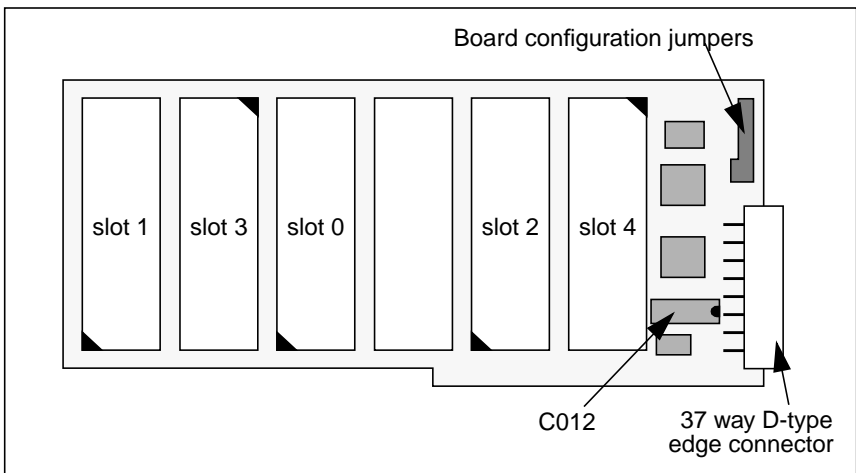 Board configuration jumpers
slot 1
slot 3
slot 0
slot 2
slot 4
C012
37 way D-type
edge connector